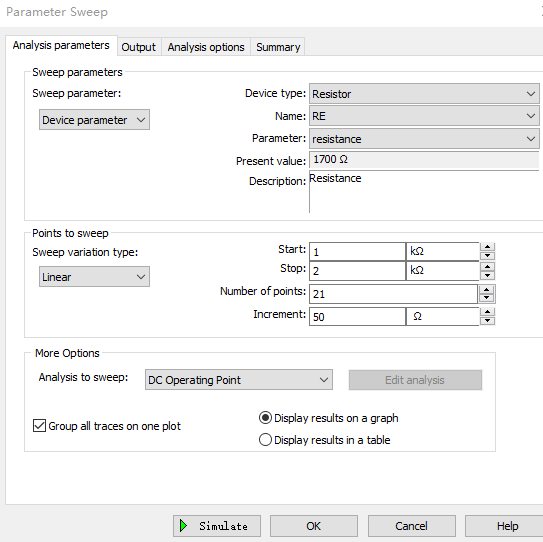 Parameter Sweep
Analysis parameters Output Analysis options Summary
Sweep parameters
Sweep parameter: Device type: Resistor
Device parameter Name: RE
Parameter: resistance
Present value: 1700 Ω
Description: Resistance
Points to sweep
Sweep variation type: Start: 1 kΩ
Linear Stop: 2 kΩ
Number of points: 21
Increment: 50 Ω
More Options
Analysis to sweep: DC Operating Point Edit analysis
Group all traces on one plot Display results on a graph
Display results in a table
Simulate OK Cancel Help